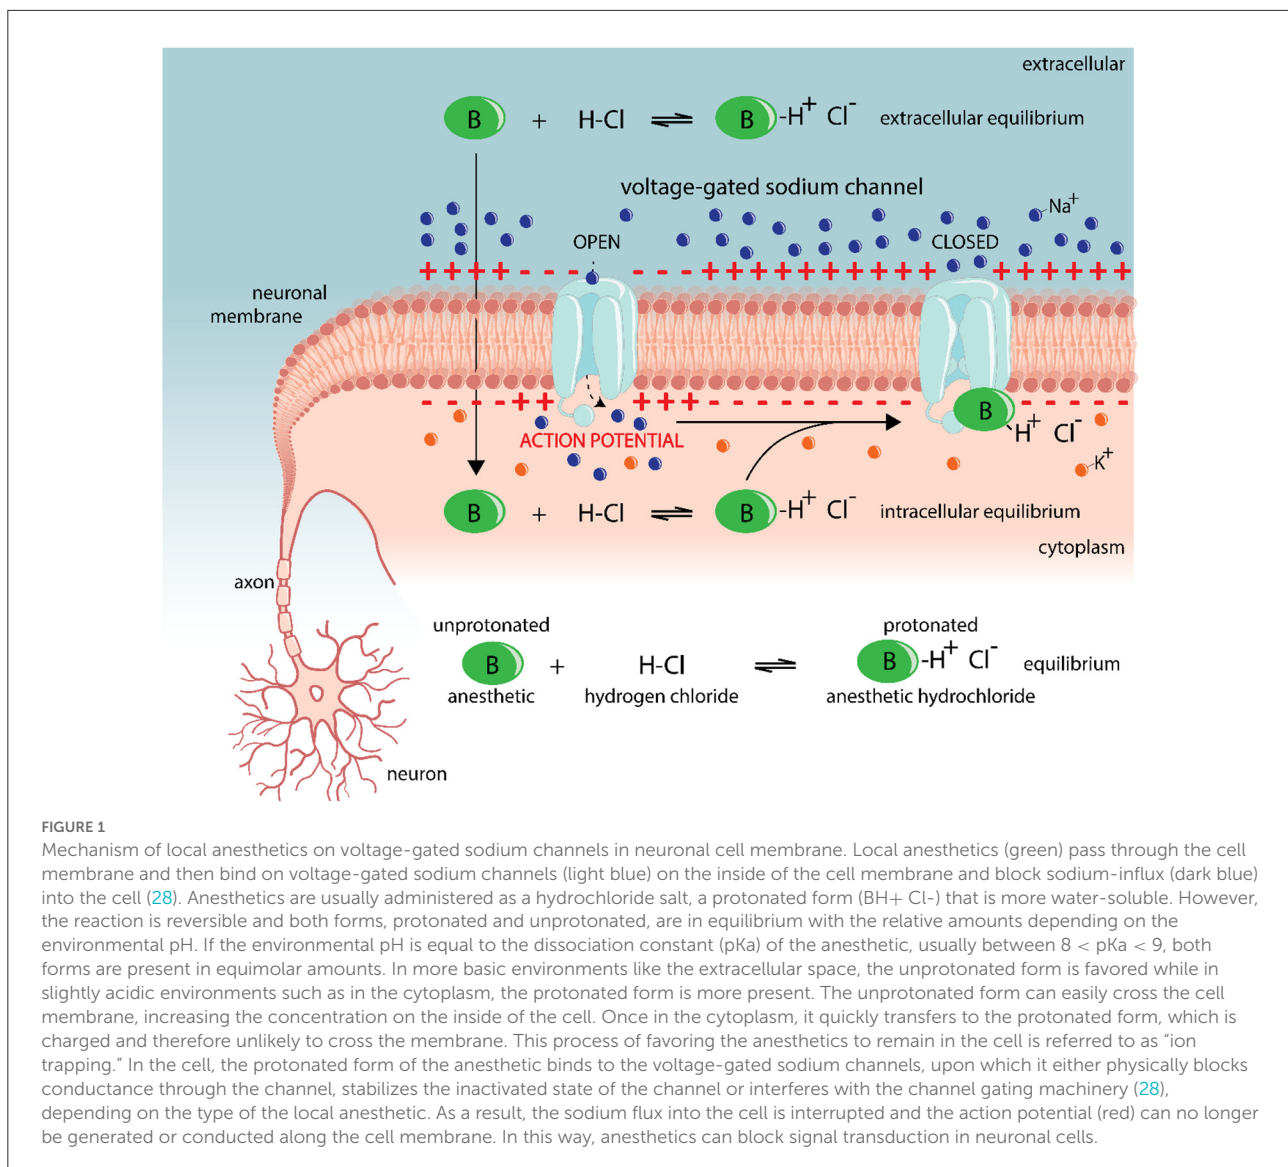 extracellular
B + H-Cl ⇌ B -H+ Cl- extracellular equilibrium
voltage-gated sodium channel
Na+
OPEN CLOSED
+ + + + - - - - - - - + + + + + + + + + + + + + + +
neuronal
membrane
- - - - + + + + + - - - - - - - - - - - - - - - - -
B
ACTION POTENTIAL
-H+ Cl-
K+
B + H-Cl ⇌ B -H+ Cl- intracellular equilibrium
cytoplasm
axon
unprotonated protonated
B + H-Cl ⇌ B -H+ Cl- equilibrium
anesthetic hydrogen chloride anesthetic hydrochloride
neuron
FIGURE 1
Mechanism of local anesthetics on voltage-gated sodium channels in neuronal cell membrane. Local anesthetics (green) pass through the cell
membrane and then bind on voltage-gated sodium channels (light blue) on the inside of the cell membrane and block sodium-influx (dark blue)
into the cell (28). Anesthetics are usually administered as a hydrochloride salt, a protonated form (BH+ Cl-) that is more water-soluble. However,
the reaction is reversible and both forms, protonated and unprotonated, are in equilibrium with the relative amounts depending on the
environmental pH. If the environmental pH is equal to the dissociation constant (pKa) of the anesthetic, usually between 8 < pKa < 9, both
forms are present in equimolar amounts. In more basic environments like the extracellular space, the unprotonated form is favored while in
slightly acidic environments such as in the cytoplasm, the protonated form is more present. The unprotonated form can easily cross the cell
membrane, increasing the concentration on the inside of the cell. Once in the cytoplasm, it quickly transfers to the protonated form, which is
charged and therefore unlikely to cross the membrane. This process of favoring the anesthetics to remain in the cell is referred to as "ion
trapping." In the cell, the protonated form of the anesthetic binds to the voltage-gated sodium channels, upon which it either physically blocks
conductance through the channel, stabilizes the inactivated state of the channel or interferes with the channel gating machinery (28),
depending on the type of the local anesthetic. As a result, the sodium flux into the cell is interrupted and the action potential (red) can no longer
be generated or conducted along the cell membrane. In this way, anesthetics can block signal transduction in neuronal cells.